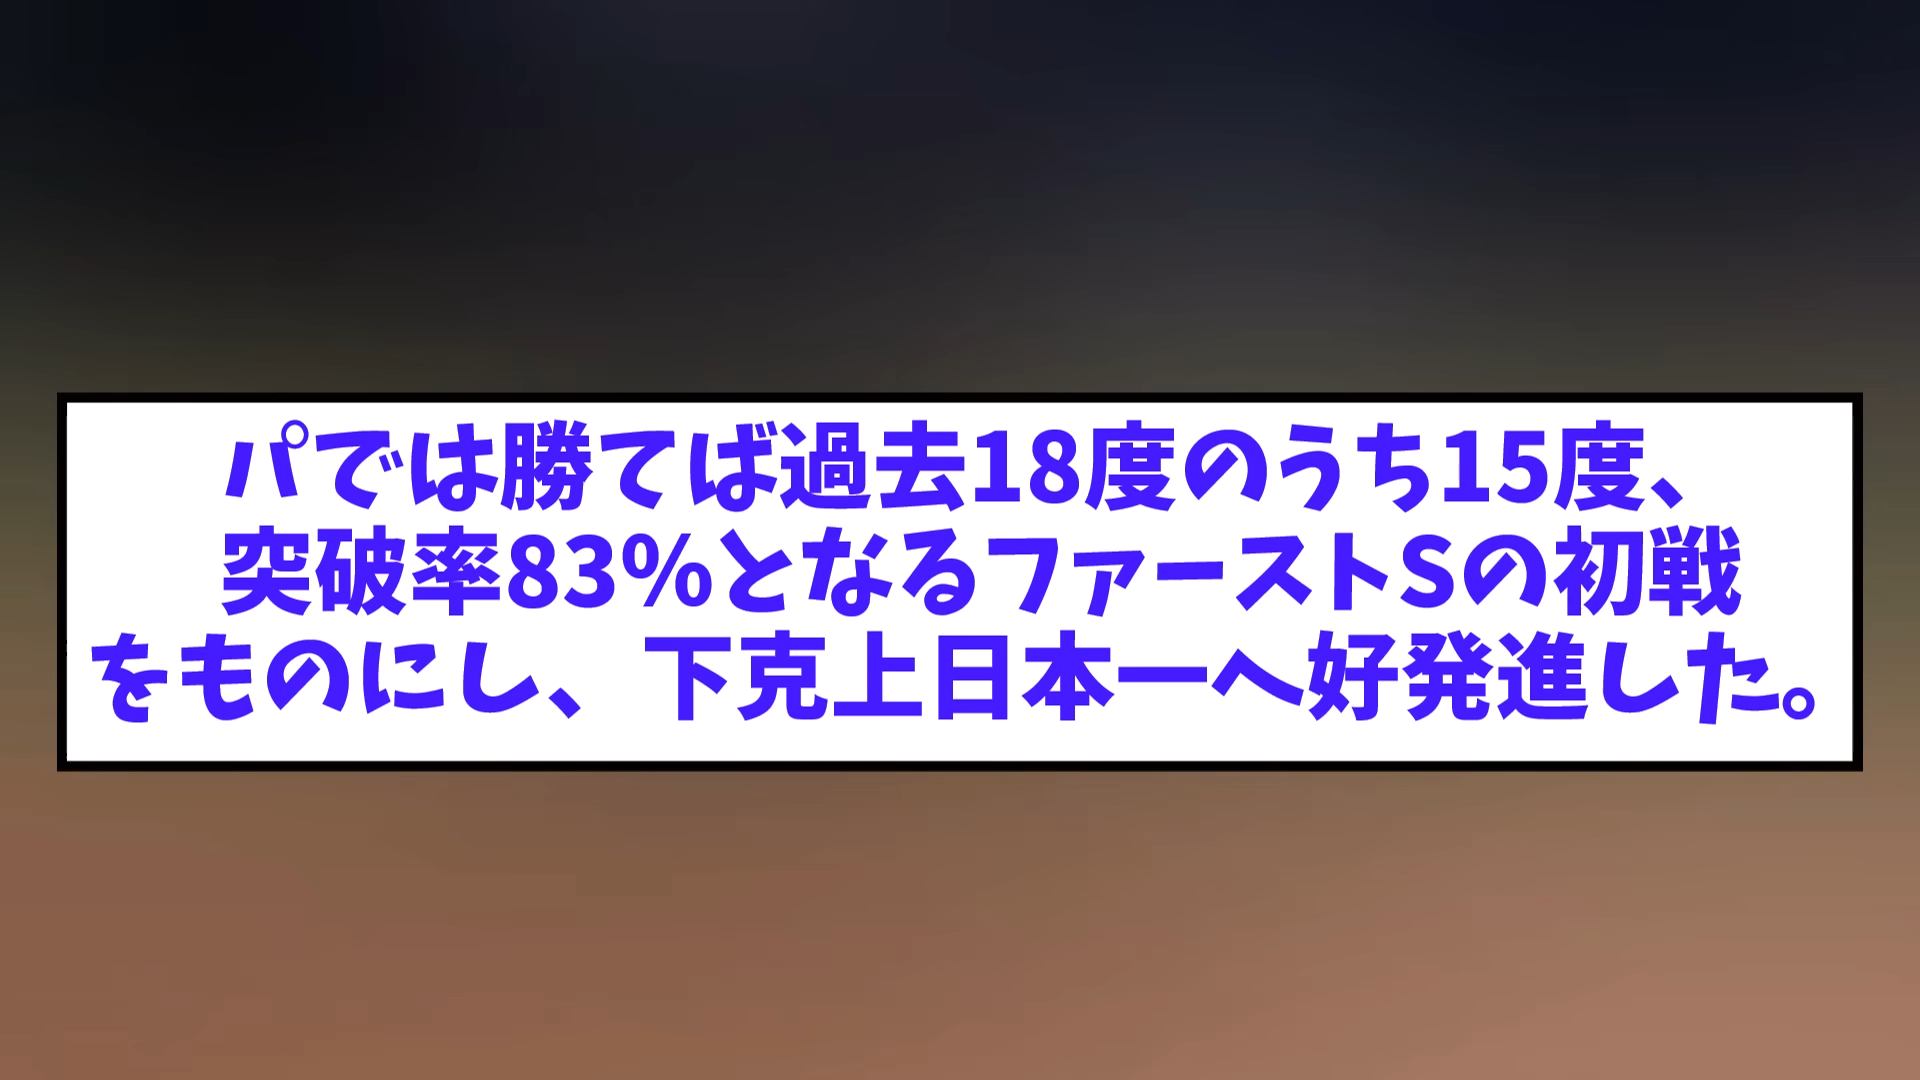 パでは勝てば過去18度のうち15度、
突破率83%となるファーストSの初戦
をものにし、下克上日本一へ好発進した。